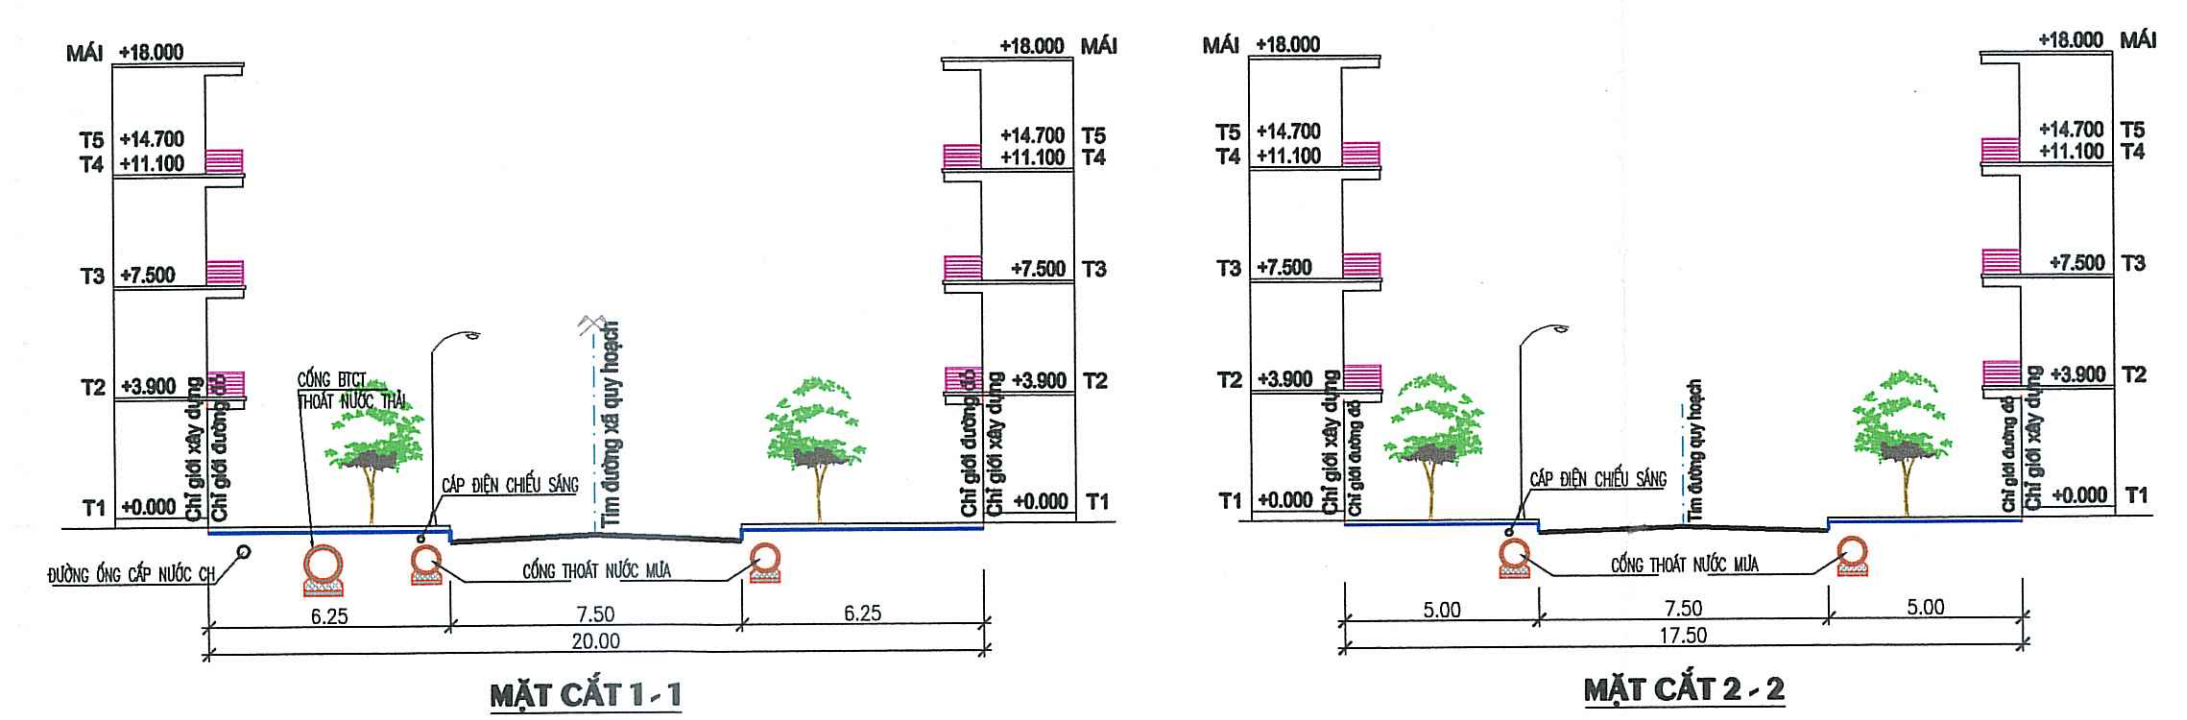 MÁI +18.000
T5 +14.700
T4 +11.100
T3 +7.500
T2 +3.900
T1 +0.000
Chỉ giới xây dựng
Chỉ giới đường đỏ
CỐNG BTCT
THOÁT NƯỚC THẢI
CÁP ĐIỆN CHIẾU SÁNG
Tim đường xã quy hoạch
ĐƯỜNG ỐNG CẤP NƯỚC CH
CỐNG THOÁT NƯỚC MƯA
Chỉ giới đường đỏ
Chỉ giới xây dựng
+18.000 MÁI
+14.700 T5
+11.100 T4
+7.500 T3
+3.900 T2
+0.000 T1
6.25 7.50 6.25
20.00
MẶT CẮT 1 - 1
MÁI +18.000
T5 +14.700
T4 +11.100
T3 +7.500
T2 +3.900
T1 +0.000
Chỉ giới xây dựng
Chỉ giới đường đỏ
CÁP ĐIỆN CHIẾU SÁNG
Tim đường quy hoạch
CỐNG THOÁT NƯỚC MƯA
Chỉ giới đường đỏ
Chỉ giới xây dựng
+18.000 MÁI
+14.700 T5
+11.100 T4
+7.500 T3
+3.900 T2
+0.000 T1
5.00 7.50 5.00
17.50
MẶT CẮT 2 - 2